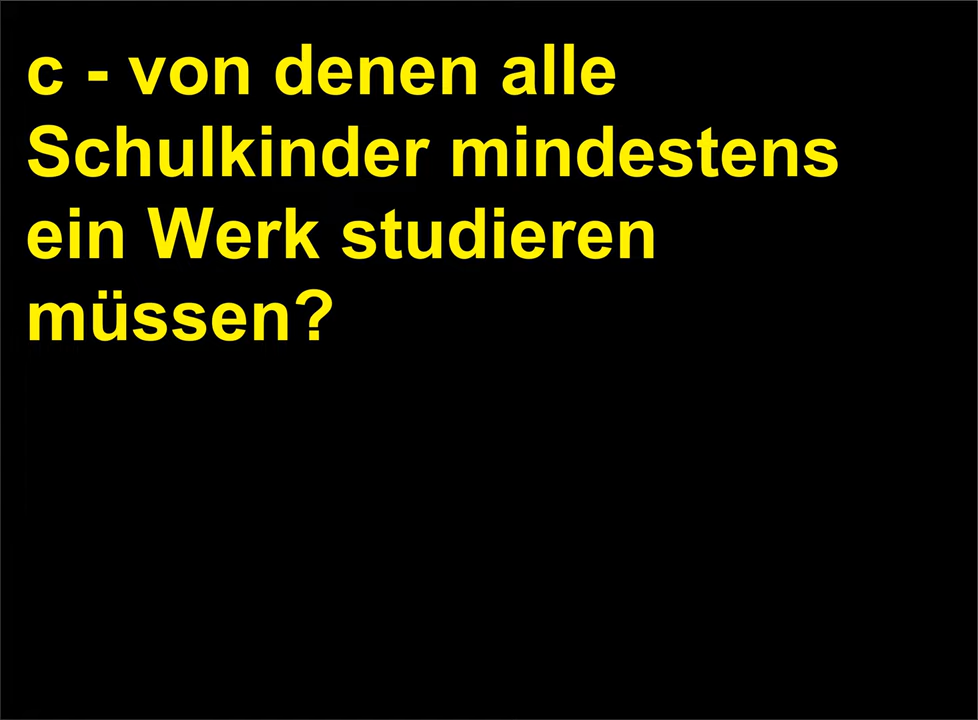 c - von denen alle
Schulkinder mindestens
ein Werk studieren
müssen?